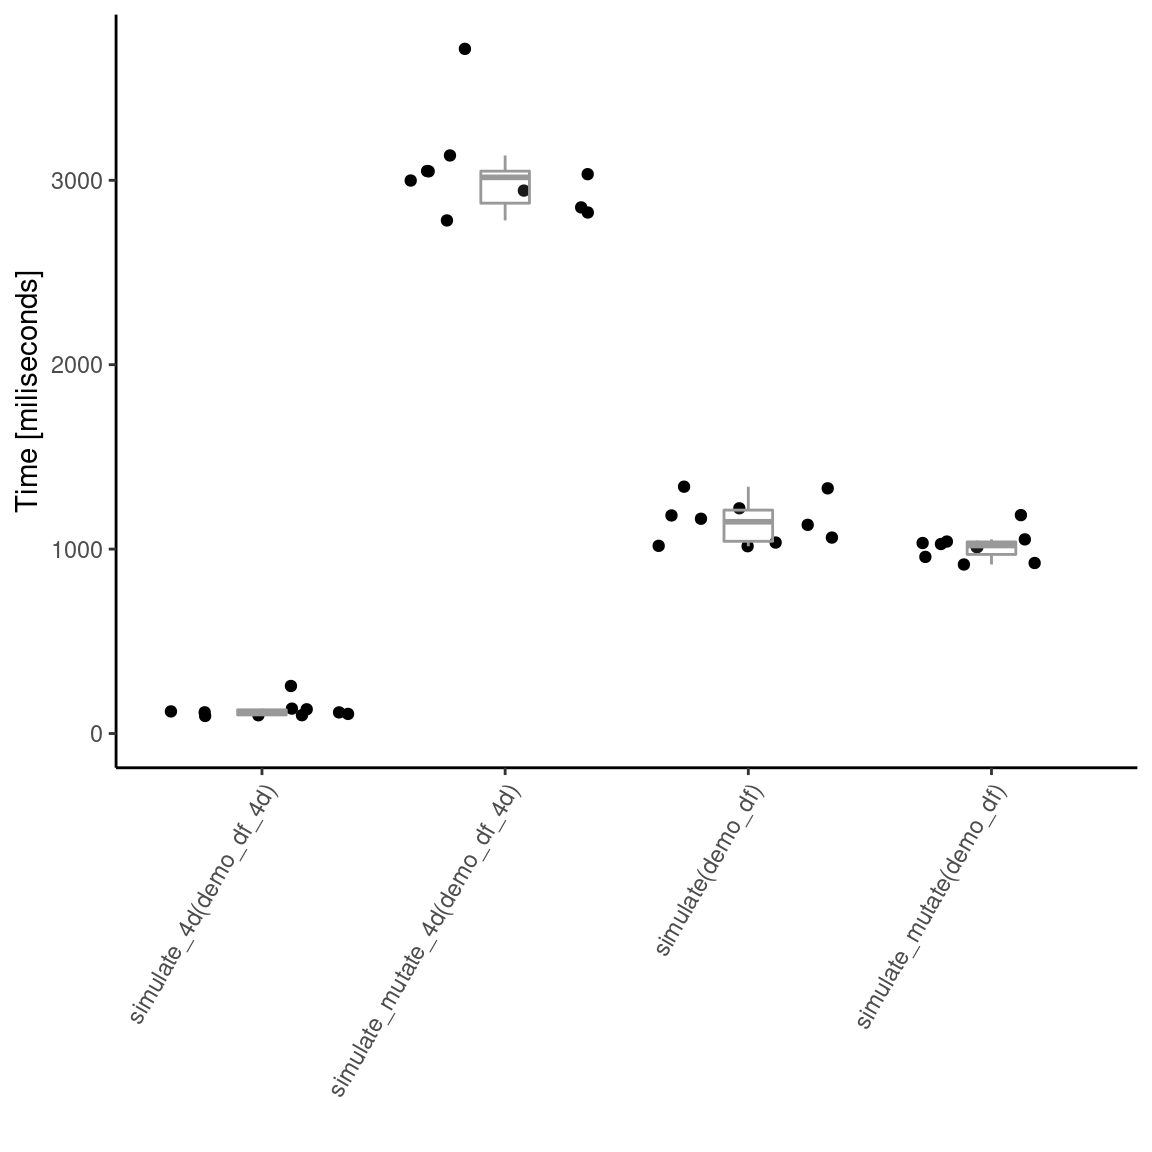 Time [miliseconds]
3000
2000
1000
0
simulate_4d(demo_df_4d)
simulate_mutate_4d(demo_df_4d)
simulate(demo_df)
simulate_mutate(demo_df)